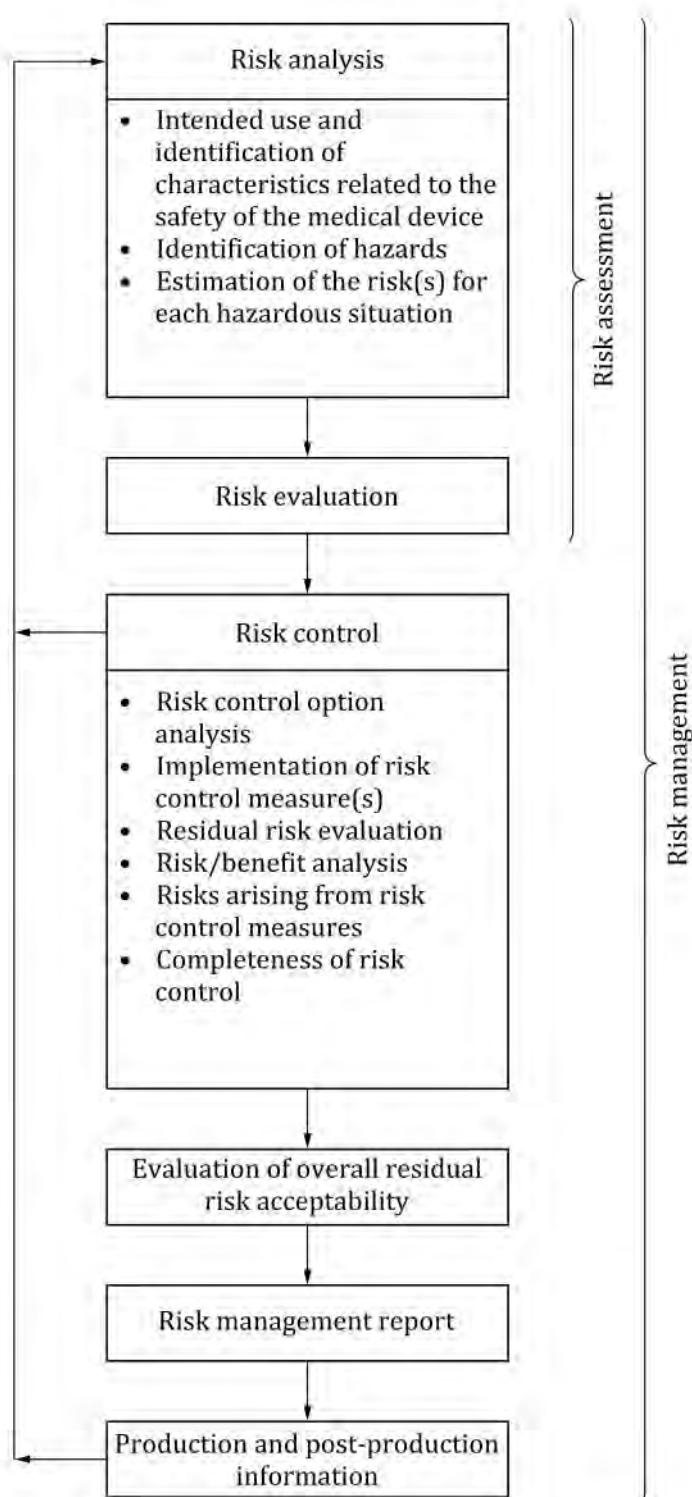 Risk analysis
• Intended use and
identification of
characteristics related to the
safety of the medical device
• Identification of hazards
• Estimation of the risk(s) for
each hazardous situation
Risk evaluation
Risk assessment
Risk control
• Risk control option
analysis
• Implementation of risk
control measure(s)
• Residual risk evaluation
• Risk/benefit analysis
• Risks arising from risk
control measures
• Completeness of risk
control
Evaluation of overall residual
risk acceptability
Risk management report
Production and post-production
information
Risk management